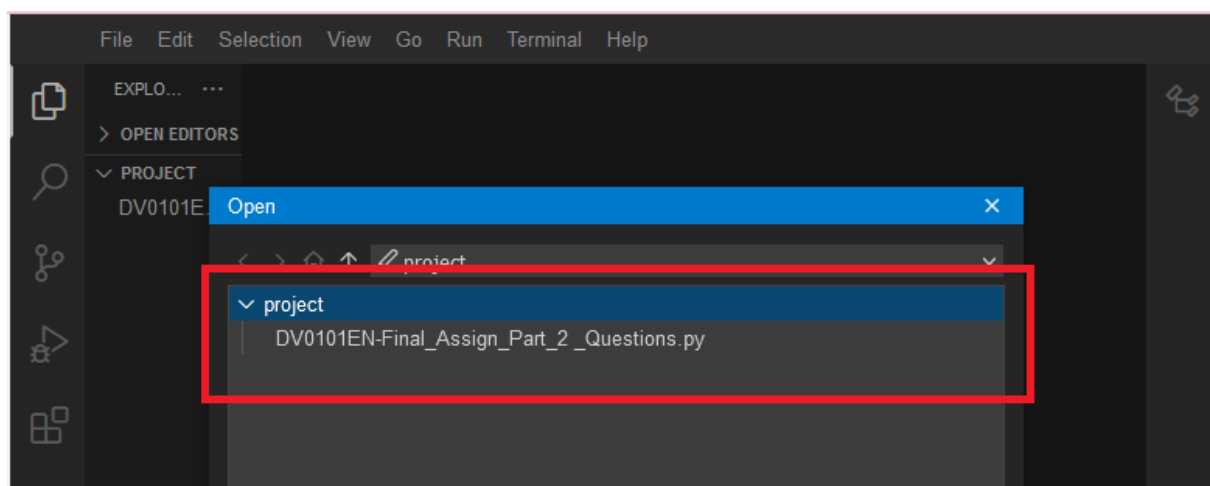 File Edit Selection View Go Run Terminal Help
EXPLO... ···
OPEN EDITORS
PROJECT
DV0101E
Open
project
project
DV0101EN-Final_Assign_Part_2 _Questions.py